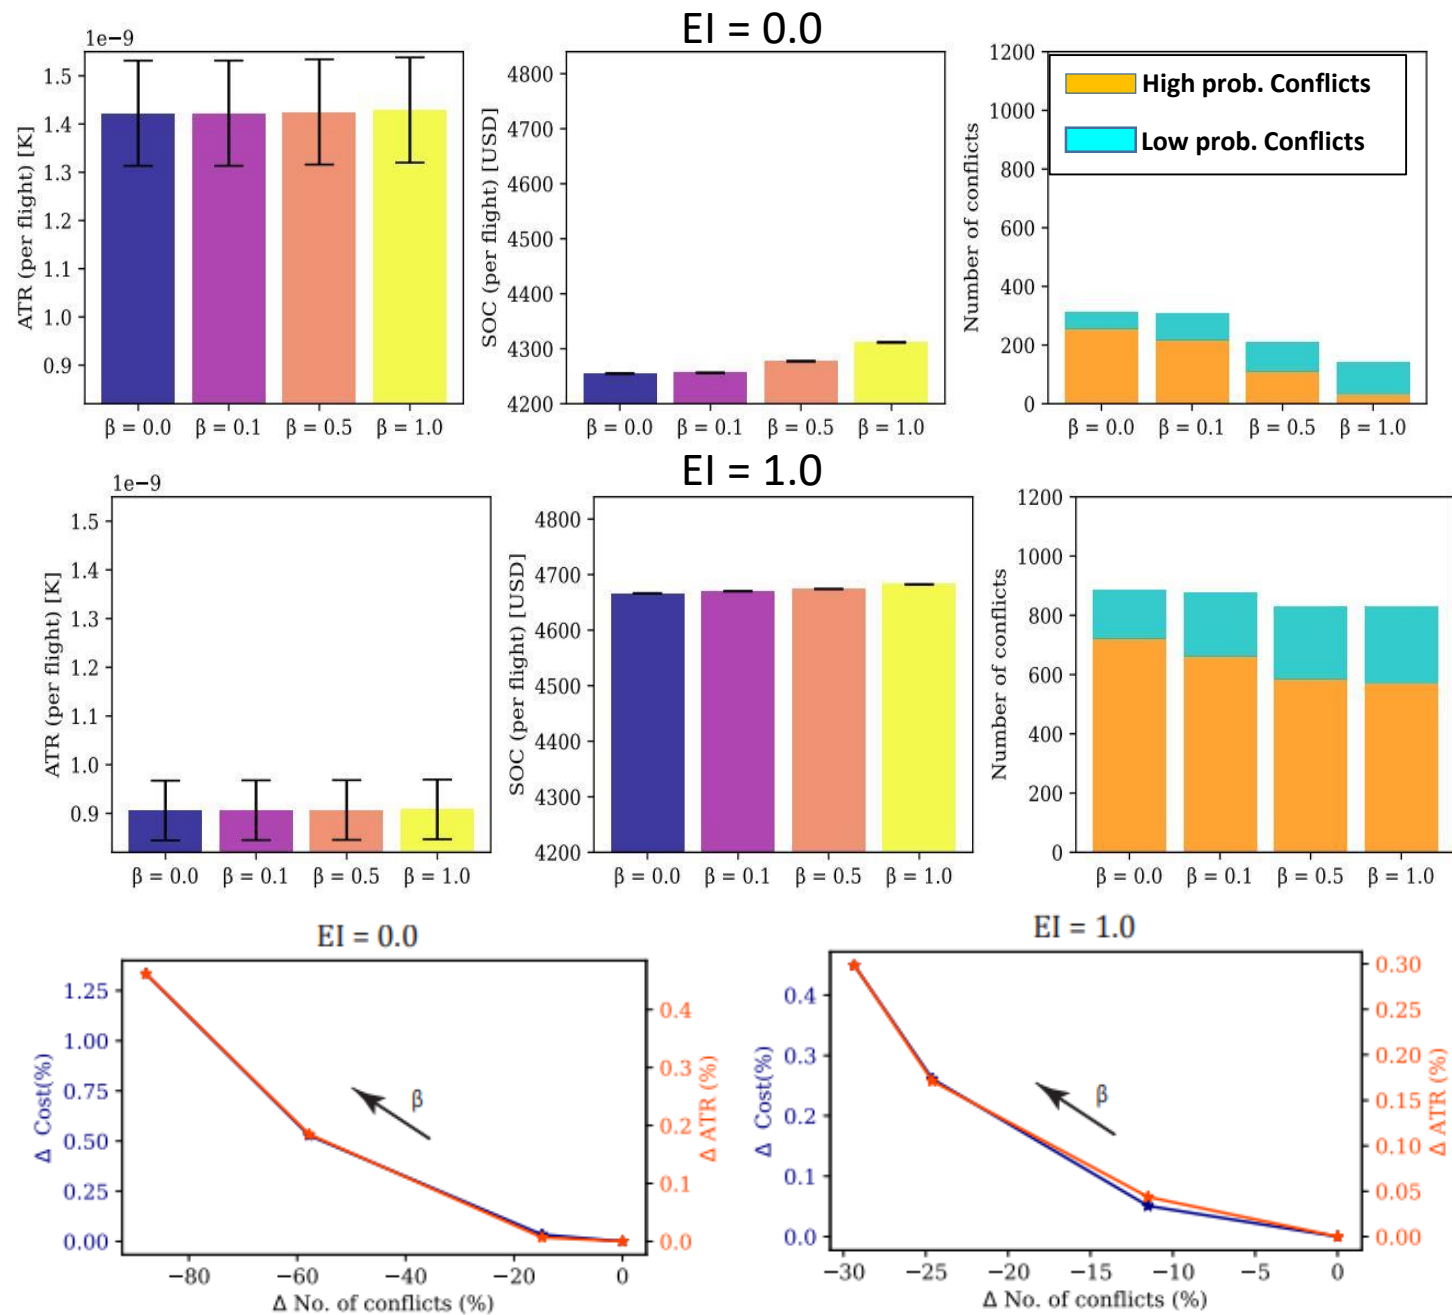 EI = 0.0
1e−9
1.5
1.4
1.3
1.2
1.1
1.0
0.9
ATR (per flight) [K]
β = 0.0 β = 0.1 β = 0.5 β = 1.0
4800
4700
4600
4500
4400
4300
4200
SOC (per flight) [USD]
β = 0.0 β = 0.1 β = 0.5 β = 1.0
1200
1000
800
600
400
200
0
Number of conflicts
High prob. Conflicts
Low prob. Conflicts
β = 0.0 β = 0.1 β = 0.5 β = 1.0
EI = 1.0
1e−9
1.5
1.4
1.3
1.2
1.1
1.0
0.9
ATR (per flight) [K]
β = 0.0 β = 0.1 β = 0.5 β = 1.0
4800
4700
4600
4500
4400
4300
4200
SOC (per flight) [USD]
β = 0.0 β = 0.1 β = 0.5 β = 1.0
1200
1000
800
600
400
200
0
Number of conflicts
β = 0.0 β = 0.1 β = 0.5 β = 1.0
EI = 0.0
1.25
1.00
0.75
0.50
0.25
0.00
Δ Cost(%)
β
0.4
0.3
0.2
0.1
0.0
Δ ATR (%)
−80 −60 −40 −20 0
Δ No. of conflicts (%)
EI = 1.0
0.4
0.3
0.2
0.1
0.0
Δ Cost(%)
β
0.30
0.25
0.20
0.15
0.10
0.05
0.00
Δ ATR (%)
−30 −25 −20 −15 −10 −5 0
Δ No. of conflicts (%)